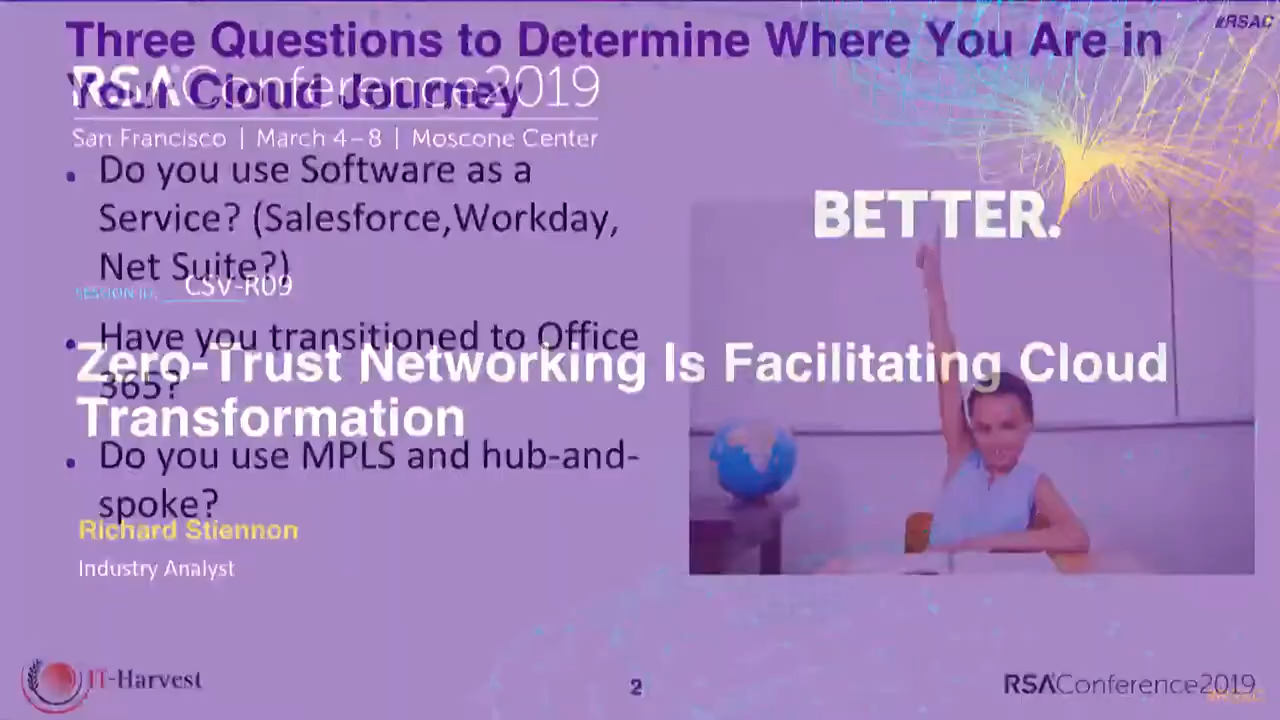 #RSAC
Three Questions to Determine Where You Are in
Your Cloud Journey
RSAConference2019
San Francisco | March 4–8 | Moscone Center
• Do you use Software as a
Service? (Salesforce,Workday,
Net Suite?)
BETTER.
SESSION ID: CSV-R09
• Have you transitioned to Office
365?
Zero-Trust Networking Is Facilitating Cloud
Transformation
• Do you use MPLS and hub-and-
spoke?
Richard Stiennon
Industry Analyst
IT-Harvest
2
RSAConference2019